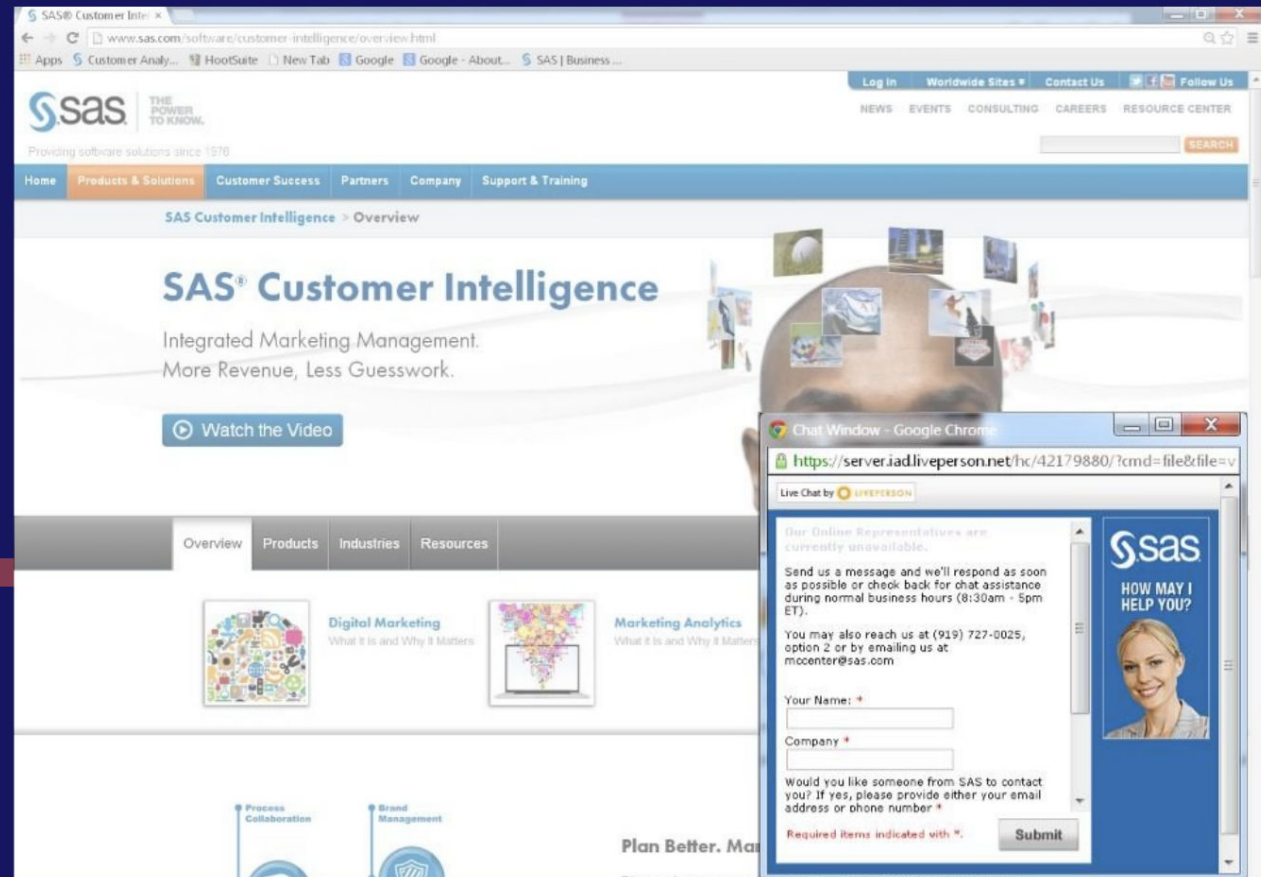 SAS® Customer Inte
www.sas.com/software/customer-intelligence/overview.html
Apps Customer Analy... HootSuite New Tab Google Google - About... SAS | Business ...
Log In Worldwide Sites Contact Us Follow Us
sas THE POWER TO KNOW.
NEWS EVENTS CONSULTING CAREERS RESOURCE CENTER
Providing software solutions since 1976
SEARCH
Home Products & Solutions Customer Success Partners Company Support & Training
SAS Customer Intelligence > Overview
SAS® Customer Intelligence
Integrated Marketing Management.
More Revenue, Less Guesswork.
Watch the Video
Overview Products Industries Resources
Digital Marketing
What It Is and Why It Matters
Marketing Analytics
What It Is and Why It Matters
Process
Collaboration
Brand
Management
Plan Better. Mar
Chat Window - Google Chrome
https://server.iad.liveperson.net/hc/42179880/?cmd=file&file=v
Live Chat by LIVEPERSON
Our Online Representatives are
currently unavailable.
Send us a message and we'll respond as soon
as possible or check back for chat assistance
during normal business hours (8:30am - 5pm
ET).
You may also reach us at (919) 727-0025,
option 2 or by emailing us at
mccenter@sas.com
Your Name: *
Company *
Would you like someone from SAS to contact
you? If yes, please provide either your email
address or phone number *
Required items indicated with *.
Submit
sas
HOW MAY I
HELP YOU?